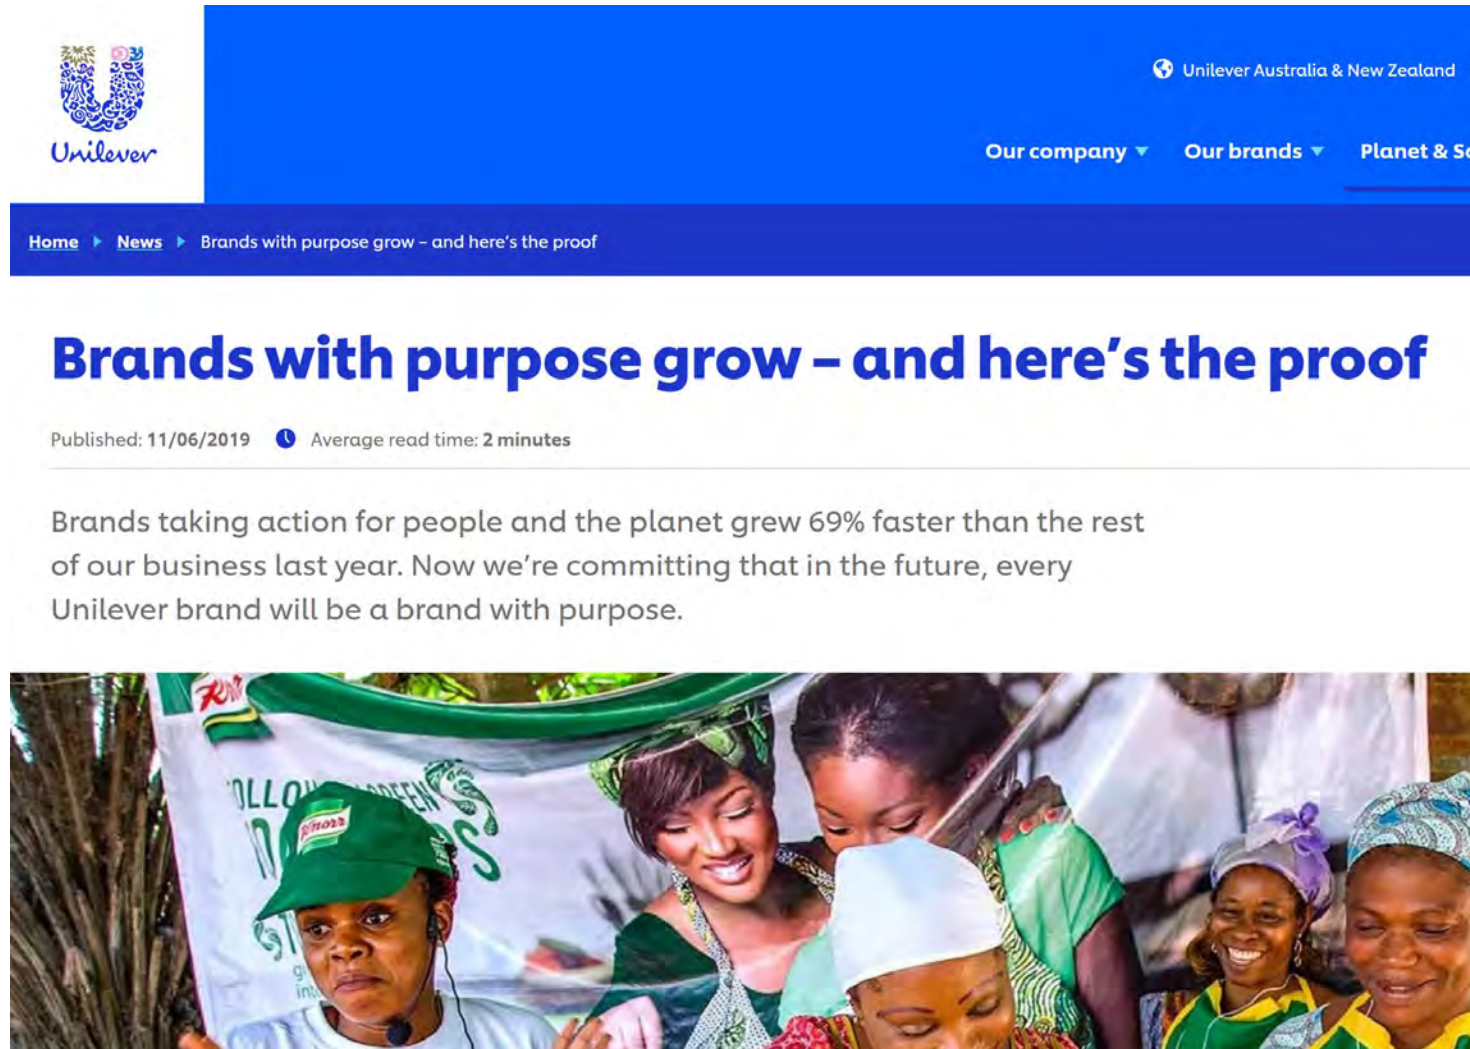 Unilever
Unilever Australia & New Zealand
Our company
Our brands
Planet &
Home
News
Brands with purpose grow – and here's the proof
Brands with purpose grow – and here's the proof
Published: 11/06/2019
Average read time: 2 minutes
Brands taking action for people and the planet grew 69% faster than the rest
of our business last year. Now we're committing that in the future, every
Unilever brand will be a brand with purpose.
Knorr